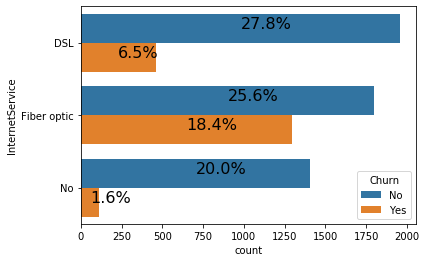 DSL
27.8%
6.5%
Fiber optic
25.6%
18.4%
No
20.0%
1.6%
InternetService
Churn
No
Yes
0 250 500 750 1000 1250 1500 1750 2000
count